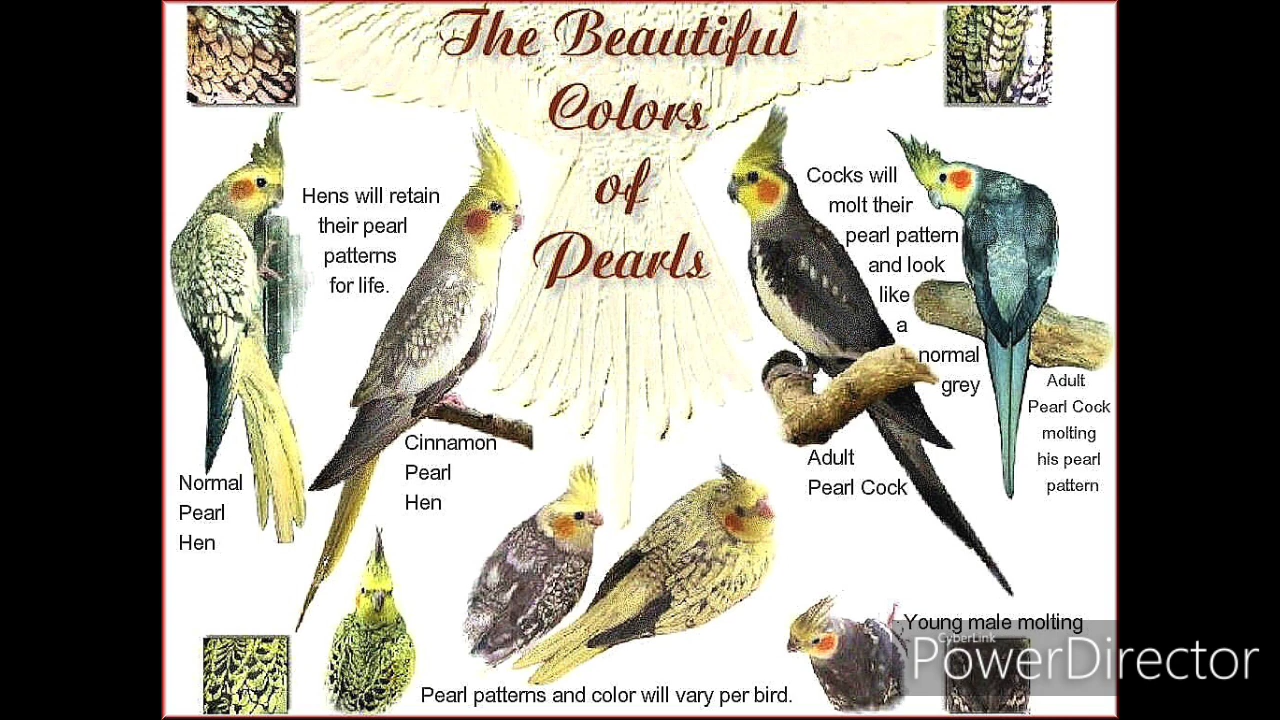 The Beautiful
Colors
of
Pearls
Hens will retain
their pearl
patterns
for life.
Cocks will
molt their
pearl pattern
and look
like
a
normal
grey
Normal
Pearl
Hen
Cinnamon
Pearl
Hen
Adult
Pearl Cock
Adult
Pearl Cock
molting
his pearl
pattern
Young male molting
Pearl patterns and color will vary per bird.
CyberLink
PowerDirector